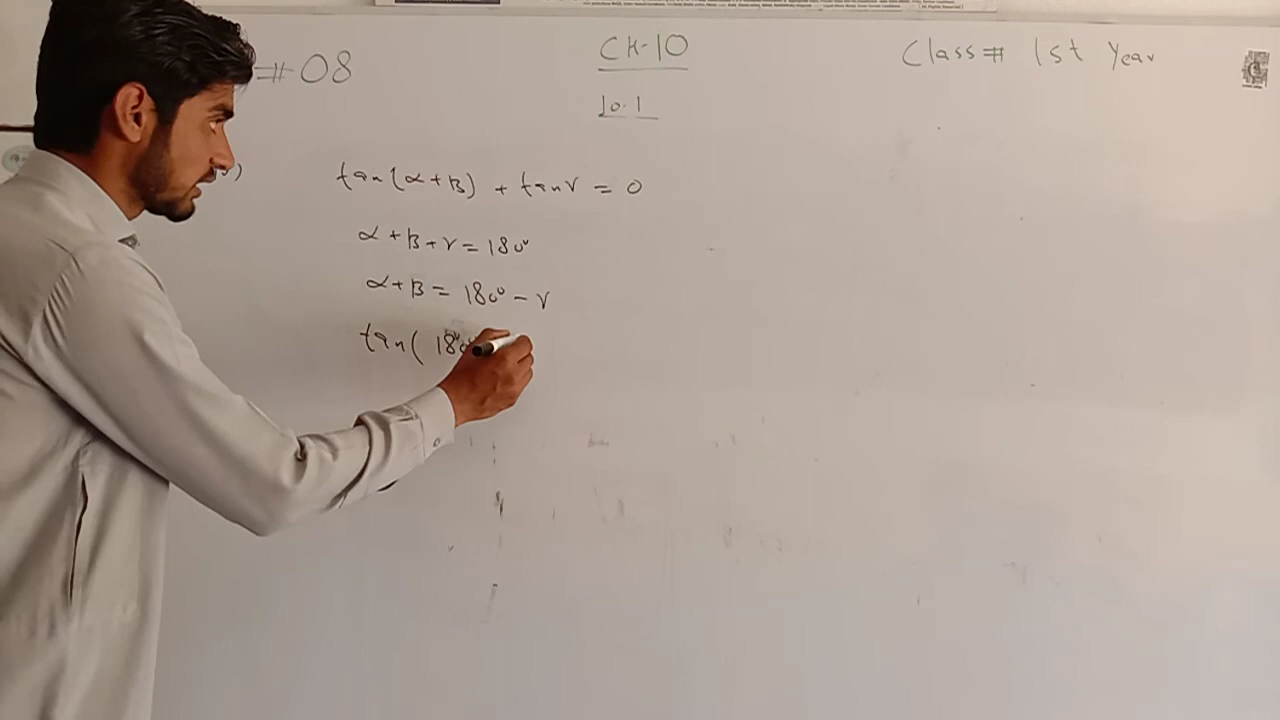 # 08
CH-10
Class# 1st Year
10.1
tan(α+β) + tanγ = 0
α+β+γ=180°
α+β = 180° - γ
tan( 180°